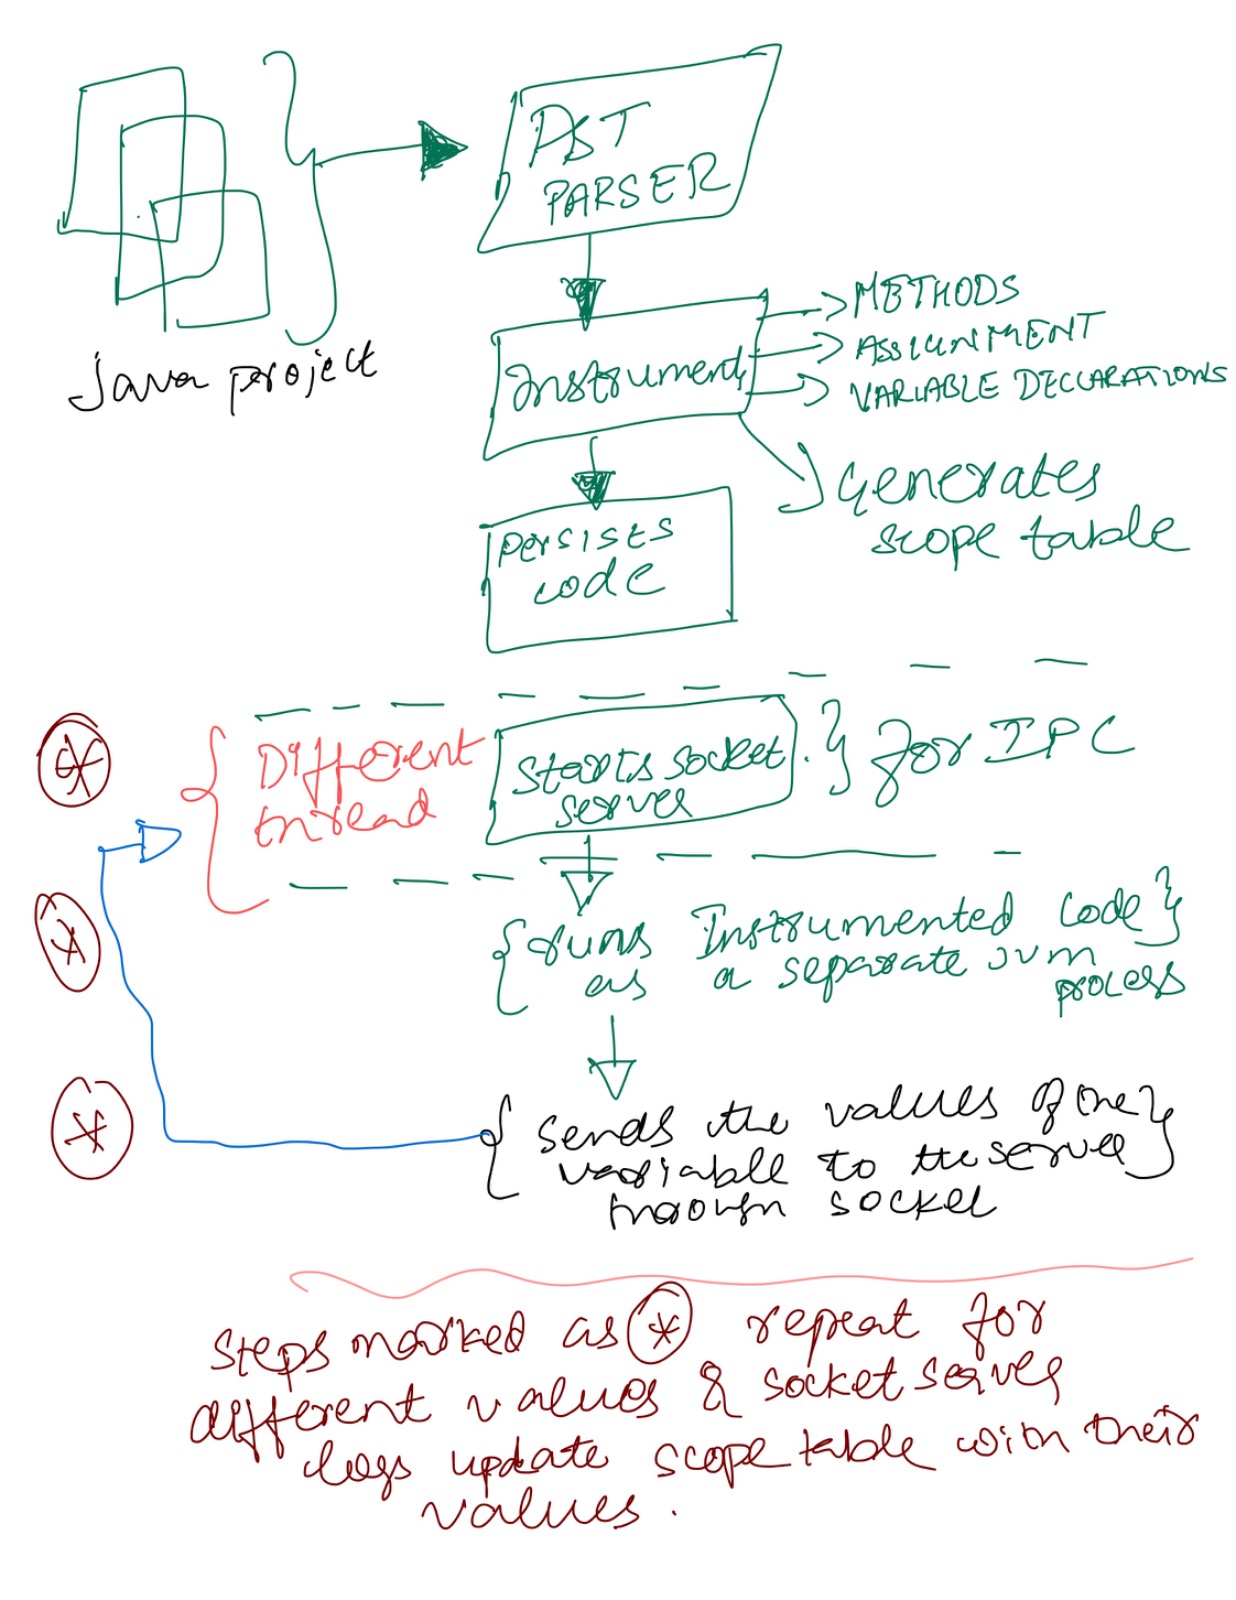 AST
PARSER
Java project
Instrument
METHODS
ASSIGNMENT
VARIABLE DECLARATIONS
Generates
scope table
persists
code
Different
thread
starts socket
server
for IPC
runs Instrumented code
as a separate JVM
process
sends the values of the
variable to the server
through socket
steps marked as * repeat for
different values & socket server
logs update scope table with their
values.